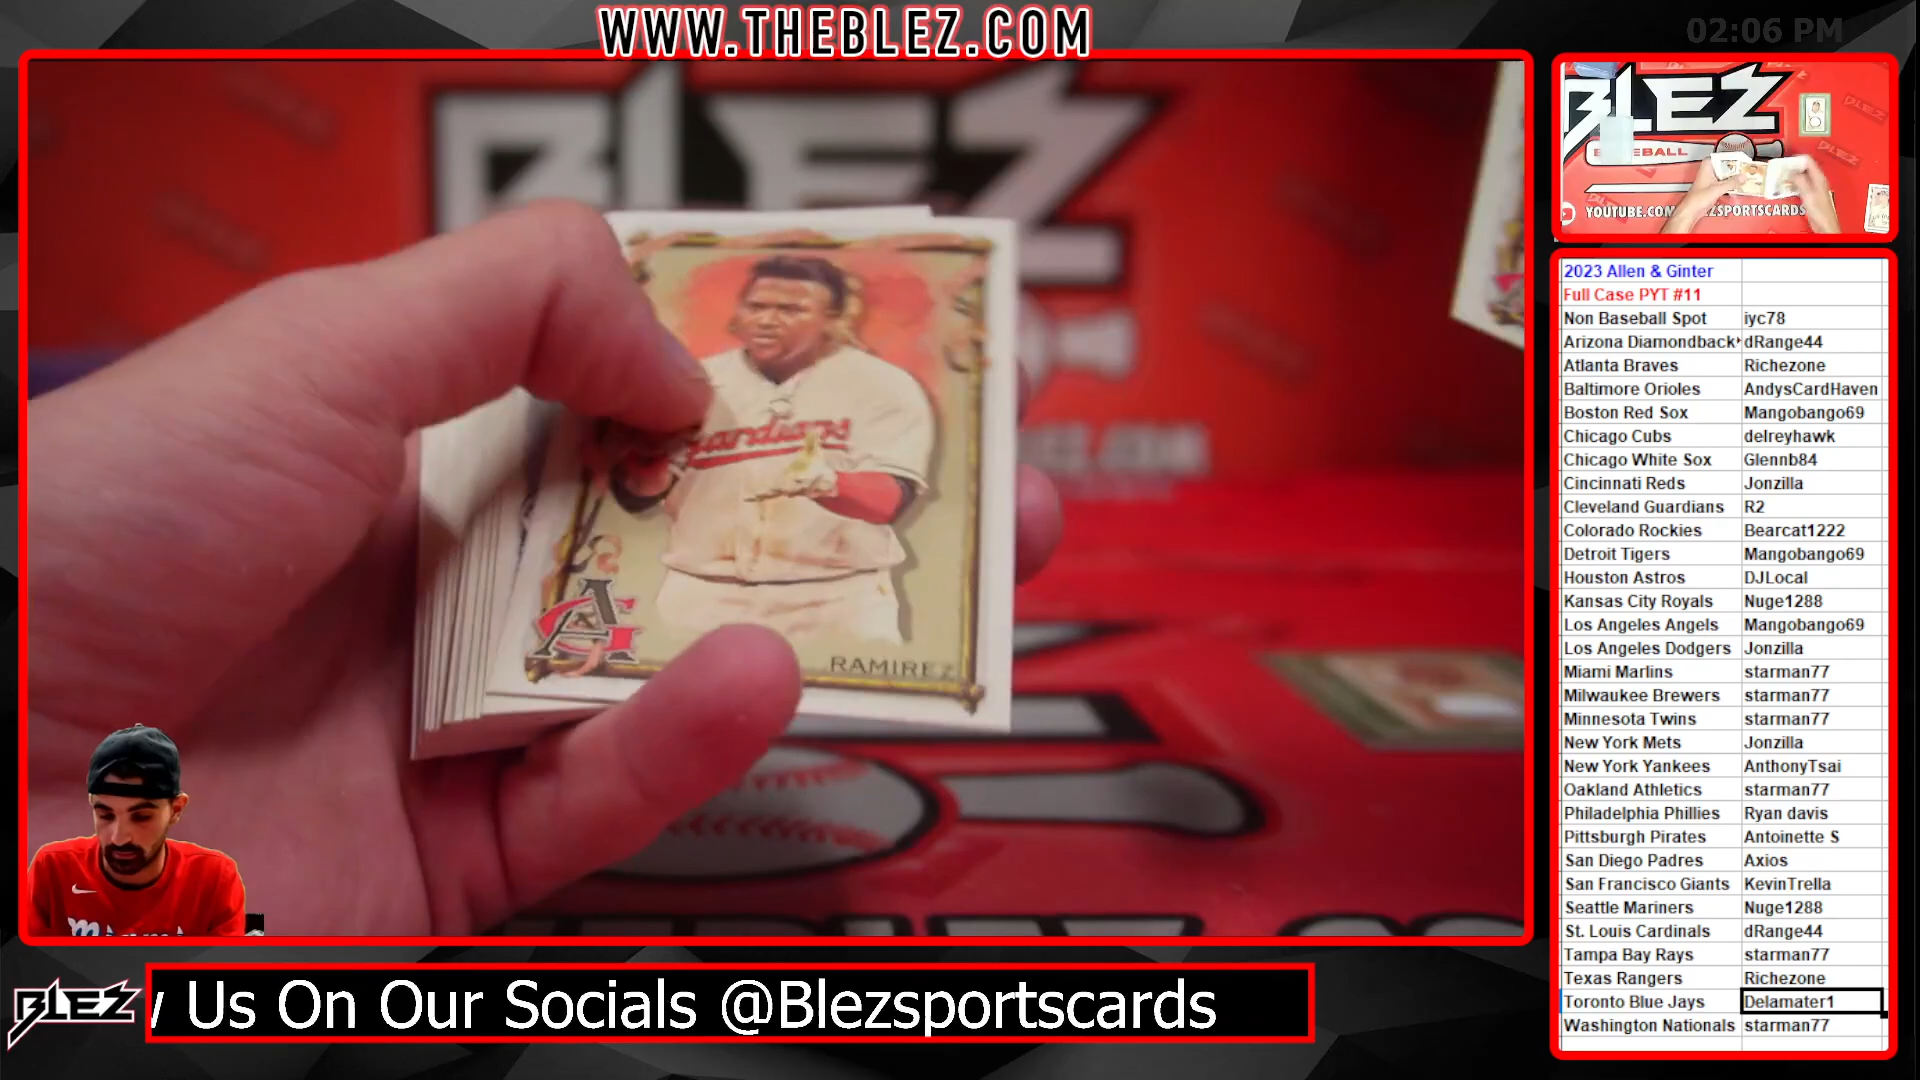 WWW.THEBLEZ.COM
02:06 PM
BLEZ
Guardians
AG
RAMIREZ
BLEZ
BASEBALL
YOUTUBE.COM
ZSPORTSCARDS
2023 Allen & Ginter
Full Case PYT #11
Non Baseball Spot iyc78
Arizona Diamondback dRange44
Atlanta Braves Richezone
Baltimore Orioles AndysCardHaven
Boston Red Sox Mangobango69
Chicago Cubs delreyhawk
Chicago White Sox Glennb84
Cincinnati Reds Jonzilla
Cleveland Guardians R2
Colorado Rockies Bearcat1222
Detroit Tigers Mangobango69
Houston Astros DJLocal
Kansas City Royals Nuge1288
Los Angeles Angels Mangobango69
Los Angeles Dodgers Jonzilla
Miami Marlins starman77
Milwaukee Brewers starman77
Minnesota Twins starman77
New York Mets Jonzilla
New York Yankees AnthonyTsai
Oakland Athletics starman77
Philadelphia Phillies Ryan davis
Pittsburgh Pirates Antoinette S
San Diego Padres Axios
San Francisco Giants KevinTrella
Seattle Mariners Nuge1288
St. Louis Cardinals dRange44
Tampa Bay Rays starman77
Texas Rangers Richezone
Toronto Blue Jays Delamater1
Washington Nationals starman77
Miami
BLEZ
Us On Our Socials @Blezsportscards